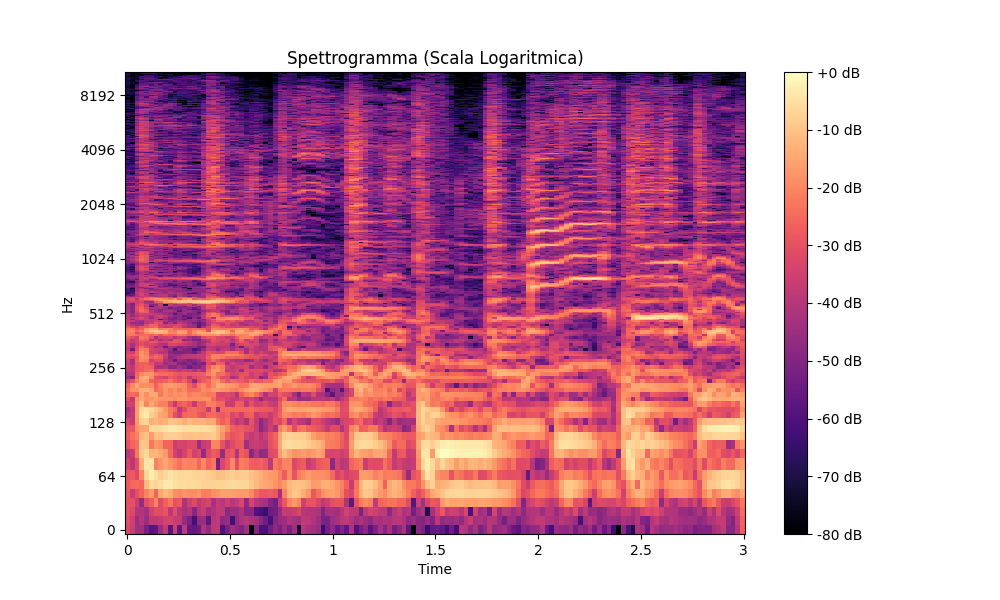 Spettrogramma (Scala Logaritmica)
8192
4096
2048
1024
512
256
128
64
0
Hz
0
0.5
1
1.5
2
2.5
3
Time
+0 dB
-10 dB
-20 dB
-30 dB
-40 dB
-50 dB
-60 dB
-70 dB
-80 dB